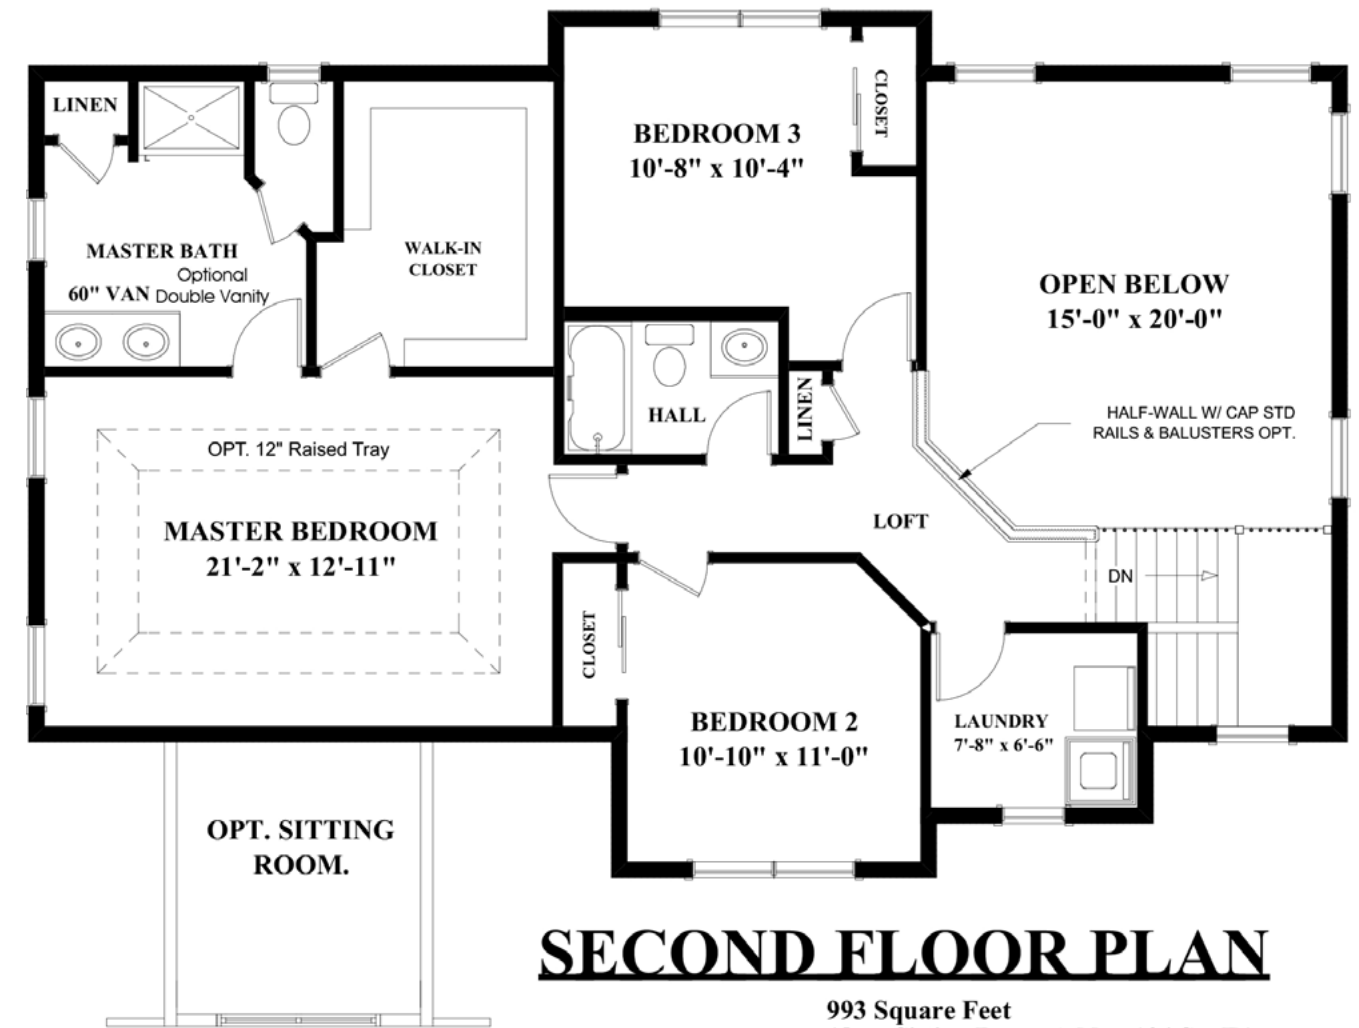 LINEN
BEDROOM 3
10'-8" x 10'-4"
CLOSET
MASTER BATH
Optional
60" VAN Double Vanity
WALK-IN
CLOSET
OPEN BELOW
15'-0" x 20'-0"
HALL
LINEN
HALF-WALL W/ CAP STD
RAILS & BALUSTERS OPT.
OPT. 12" Raised Tray
MASTER BEDROOM
21'-2" x 12'-11"
LOFT
DN
CLOSET
BEDROOM 2
10'-10" x 11'-0"
LAUNDRY
7'-8" x 6'-6"
OPT. SITTING
ROOM.
SECOND FLOOR PLAN
993 Square Feet